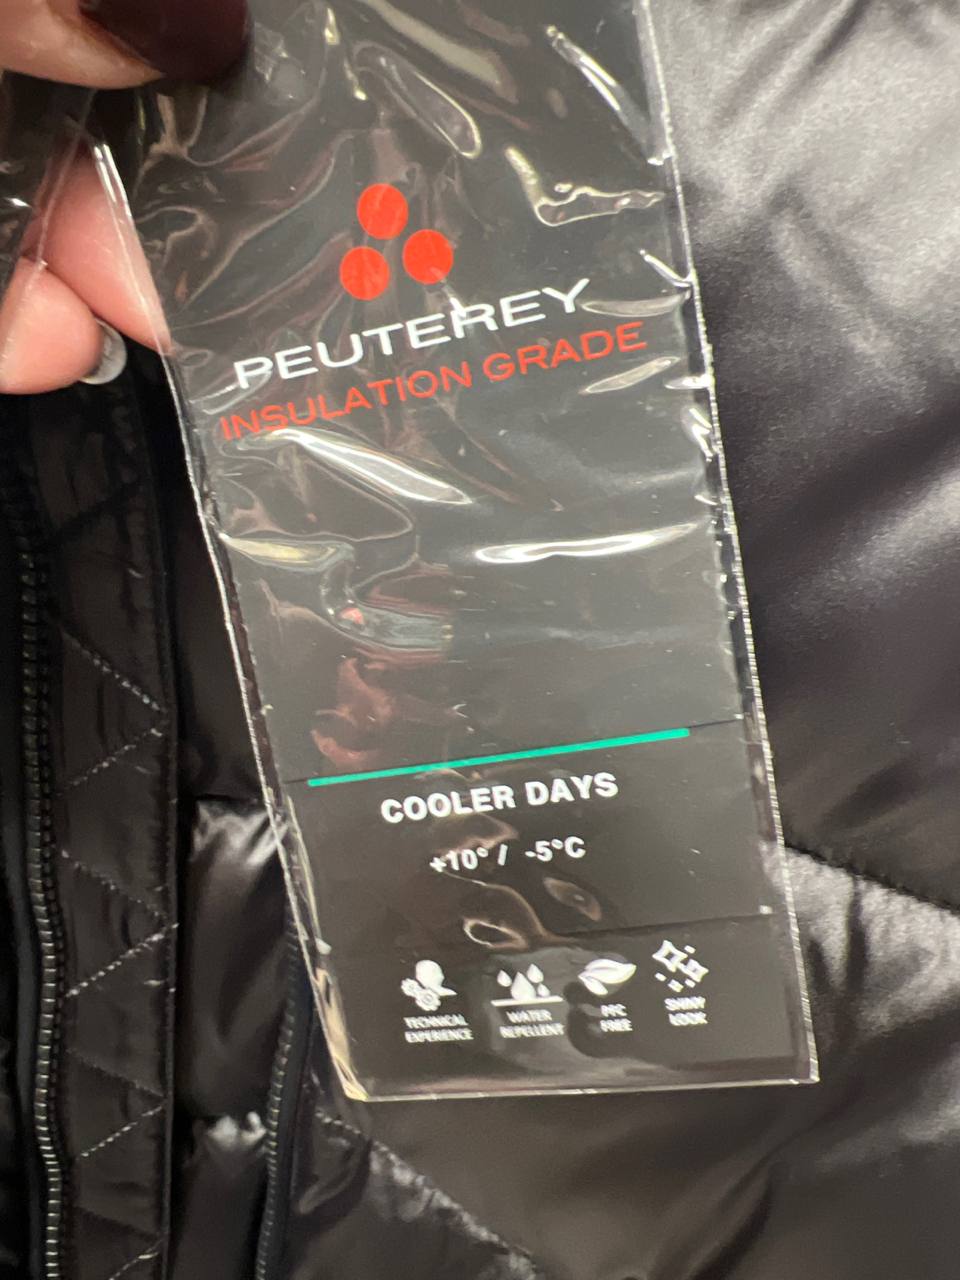 PEUTEREY
INSULATION GRADE
COOLER DAYS
+10° / -5°C
TECHNICAL
EXPERIENCE
WATER
REPELLENT
PFC
FREE
SHINY
LOOK